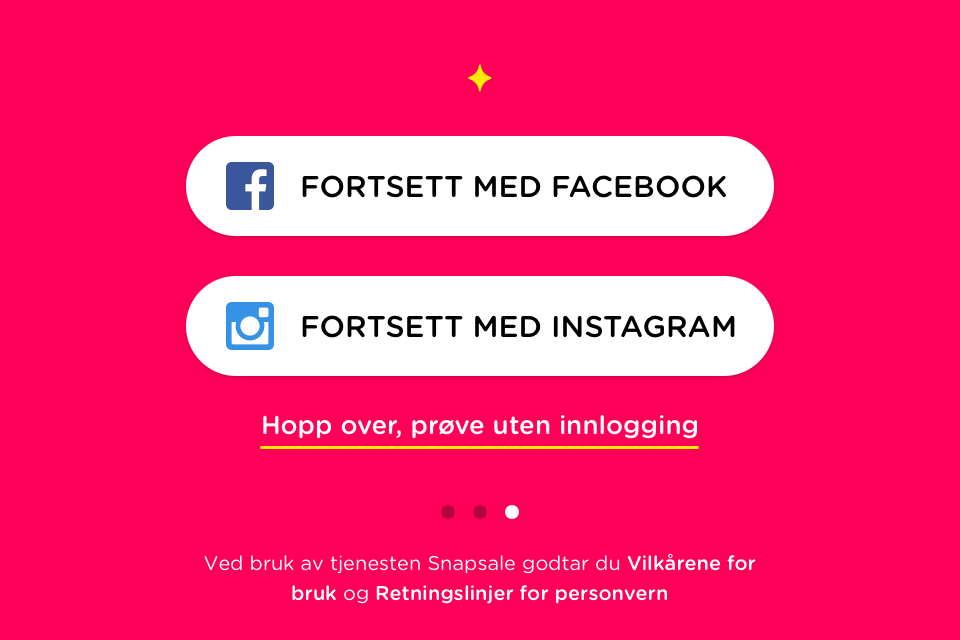 FORTSETT MED FACEBOOK
FORTSETT MED INSTAGRAM
Hopp over, prøve uten innlogging
Ved bruk av tjenesten Snapsale godtar du Vilkårene for
bruk og Retningslinjer for personvern